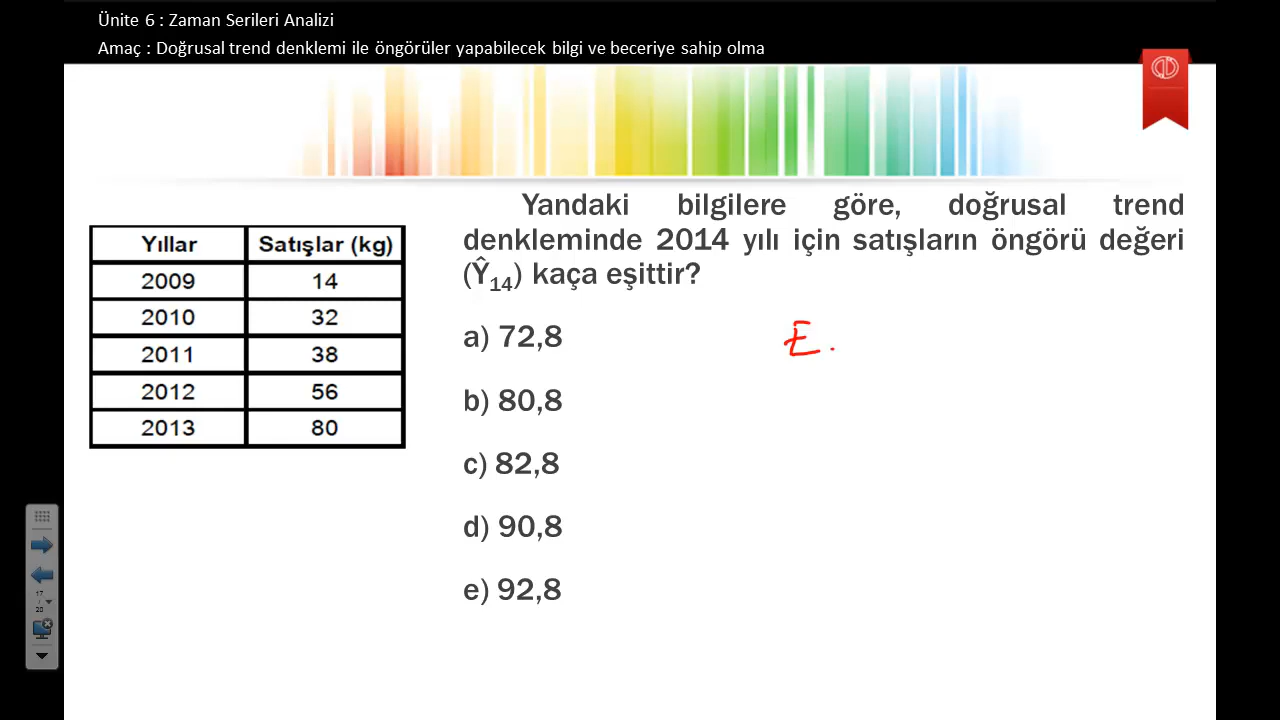 Ünite 6 : Zaman Serileri Analizi
Amaç : Doğrusal trend denklemi ile öngörüler yapabilecek bilgi ve beceriye sahip olma
Yıllar Satışlar (kg)
2009 14
2010 32
2011 38
2012 56
2013 80
Yandaki bilgilere göre, doğrusal trend
denkleminde 2014 yılı için satışların öngörü değeri
(Ŷ14) kaça eşittir?
a) 72,8
E.
b) 80,8
c) 82,8
d) 90,8
e) 92,8
17
/
20